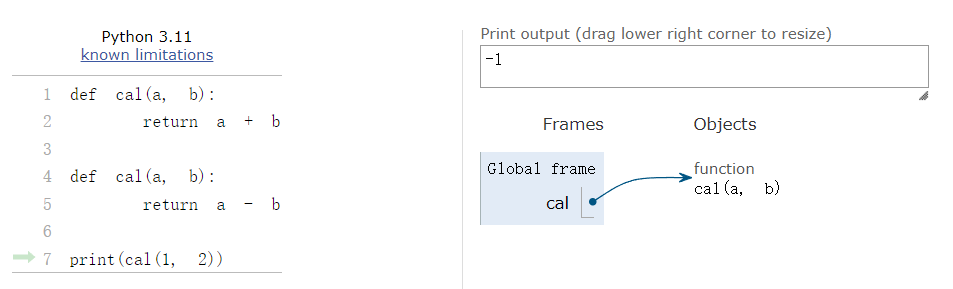 Python 3.11
known limitations
1 def cal(a, b):
2 return a + b
3
4 def cal(a, b):
5 return a - b
6
7 print(cal(1, 2))
Print output (drag lower right corner to resize)
-1
Frames Objects
Global frame
cal
function
cal(a, b)